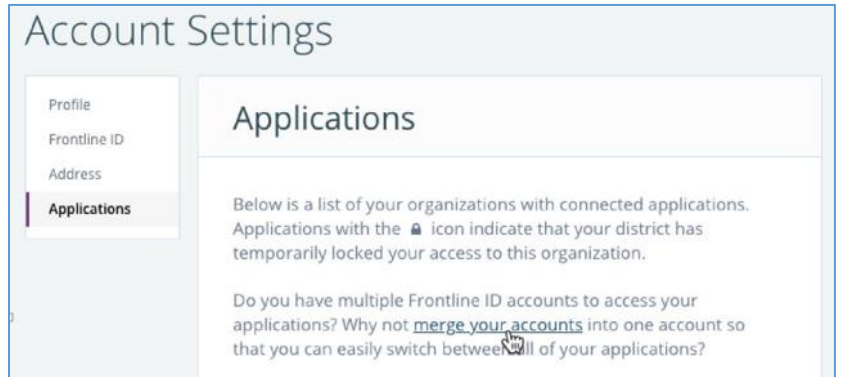 Account Settings
Profile
Frontline ID
Address
Applications
Applications
Below is a list of your organizations with connected applications.
Applications with the icon indicate that your district has
temporarily locked your access to this organization.
Do you have multiple Frontline ID accounts to access your
applications? Why not merge your accounts into one account so
that you can easily switch between all of your applications?